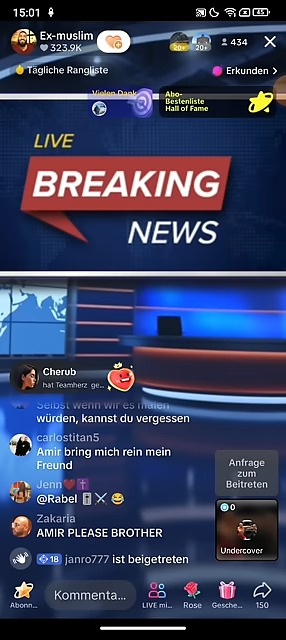 15:01
45
Ex-muslim
323.9K
20+
20+
434
Tägliche Rangliste
Erkunden >
Vielen Dank
Abo-
Bestenliste
Hall of Fame
LIVE
BREAKING
NEWS
Cherub
hat Teamherz ge...
Selbst wenn wir es malen
würden, kannst du vergessen
carlostitan5
Amir bring mich rein mein
Freund
Jenn❤️✝️
@Rabel 🎚️⚔️😂
Zakaria
AMIR PLEASE BROTHER
18 janro777 ist beigetreten
Anfrage
zum
Beitreten
0
Undercover
Abonn...
Kommenta...
LIVE mi...
Rose
Gesche...
150